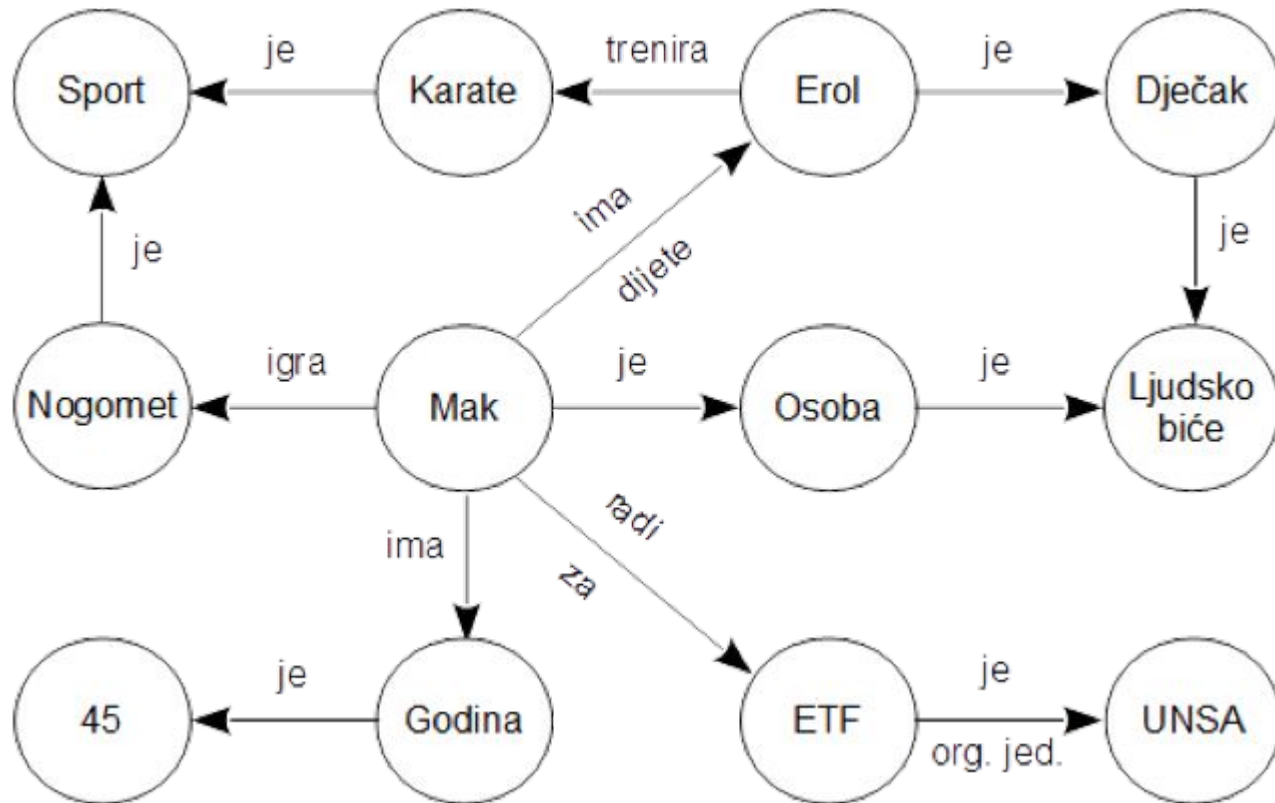 je
trenira
je
Sport
Karate
Erol
Dječak
ima
dijete
je
je
igra
je
je
Nogomet
Mak
Osoba
Ljudsko
biće
radi
za
ima
je
je
45
Godina
ETF
UNSA
org. jed.